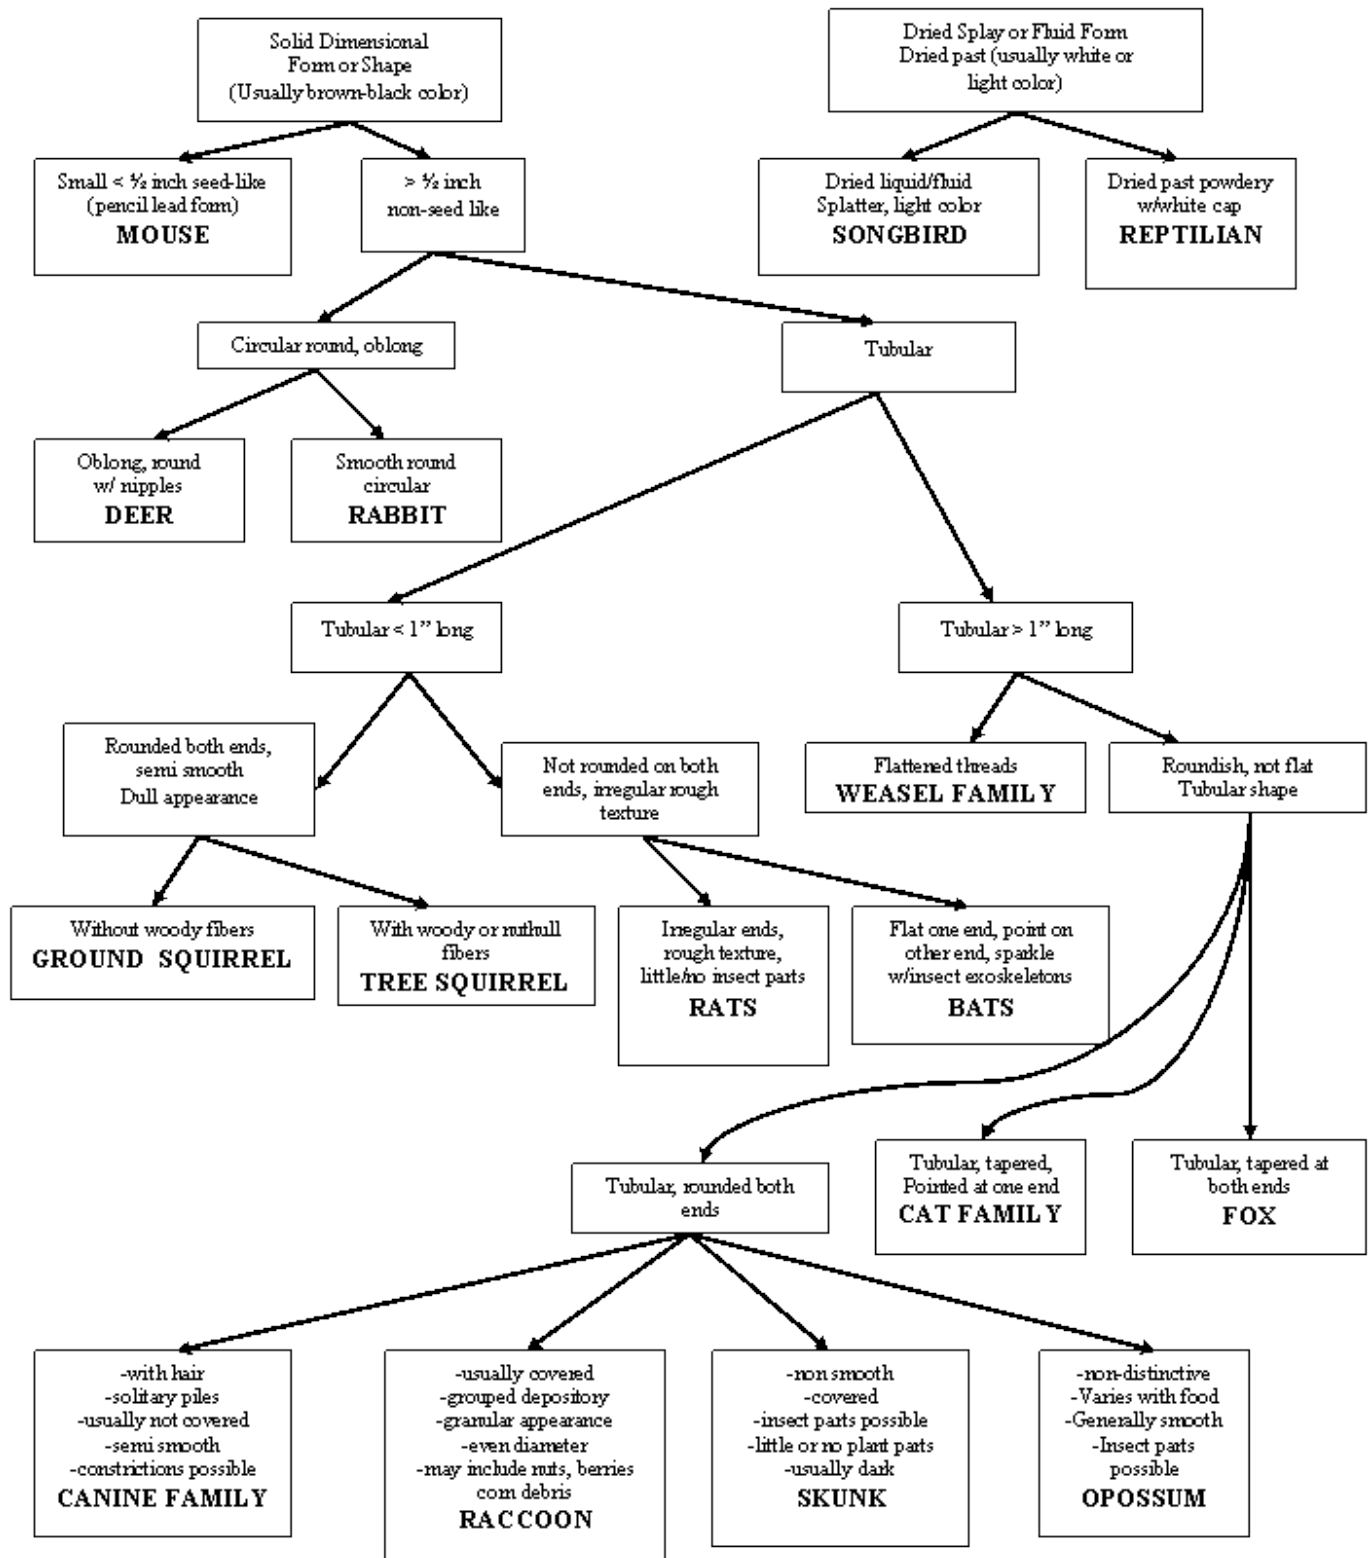 Solid Dimensional
Form or Shape
(Usually brown-black color)
Dried Splay or Fluid Form
Dried past (usually white or
light color)
Small < ½ inch seed-like
(pencil lead form)
MOUSE
> ½ inch
non-seed like
Dried liquid/fluid
Splatter, light color
SONGBIRD
Dried past powdery
w/white cap
REPTILIAN
Circular round, oblong
Tubular
Oblong, round
w/ nipples
DEER
Smooth round
circular
RABBIT
Tubular < 1” long
Tubular > 1” long
Rounded both ends,
semi smooth
Dull appearance
Not rounded on both
ends, irregular rough
texture
Flattened threads
WEASEL FAMILY
Roundish, not flat
Tubular shape
Without woody fibers
GROUND SQUIRREL
With woody or nuthull
fibers
TREE SQUIRREL
Irregular ends,
rough texture,
little/no insect parts
RATS
Flat one end, point on
other end, sparkle
w/insect exoskeletons
BATS
Tubular, rounded both
ends
Tubular, tapered,
Pointed at one end
CAT FAMILY
Tubular, tapered at
both ends
FOX
-with hair
-solitary piles
-usually not covered
-semi smooth
-constrictions possible
CANINE FAMILY
-usually covered
-grouped depository
-granular appearance
-even diameter
-may include nuts, berries
corn debris
RACCOON
-non smooth
-covered
-insect parts possible
-little or no plant parts
-usually dark
SKUNK
-non-distinctive
-Varies with food
-Generally smooth
-Insect parts
possible
OPOSSUM